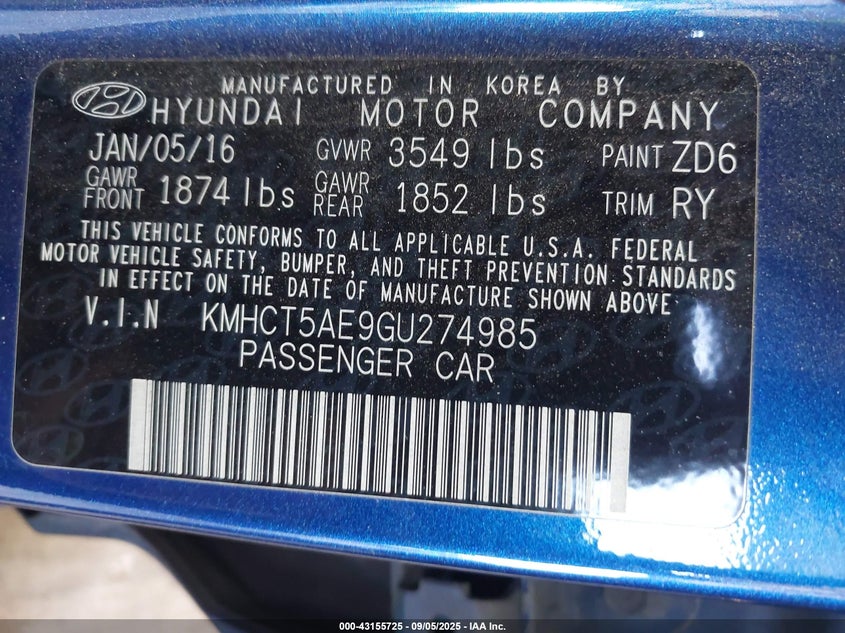 MANUFACTURED IN KOREA BY
HYUNDAI MOTOR COMPANY
JAN/05/16 GVWR 3549 lbs PAINT ZD6
GAWR FRONT 1874 lbs GAWR REAR 1852 lbs TRIM RY
THIS VEHICLE CONFORMS TO ALL APPLICABLE U.S.A. FEDERAL
MOTOR VEHICLE SAFETY, BUMPER, AND THEFT PREVENTION STANDARDS
IN EFFECT ON THE DATE OF MANUFACTURE SHOWN ABOVE
V.I.N KMHCT5AE9GU274985
PASSENGER CAR
000-43155725 - 09/05/2025 - IAA Inc.